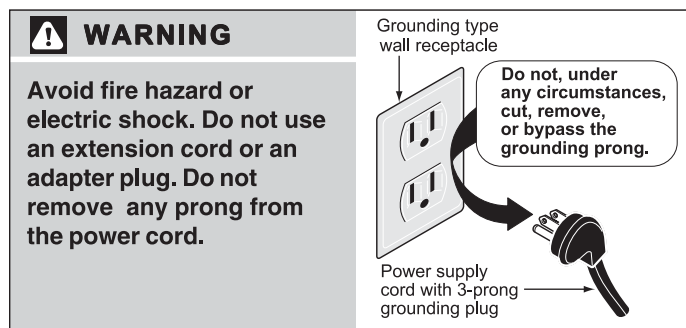 WARNING
Avoid fire hazard or
electric shock. Do not use
an extension cord or an
adapter plug. Do not
remove any prong from
the power cord.
Grounding type
wall receptacle
Do not, under
any circumstances,
cut, remove,
or bypass the
grounding prong.
Power supply
cord with 3-prong
grounding plug